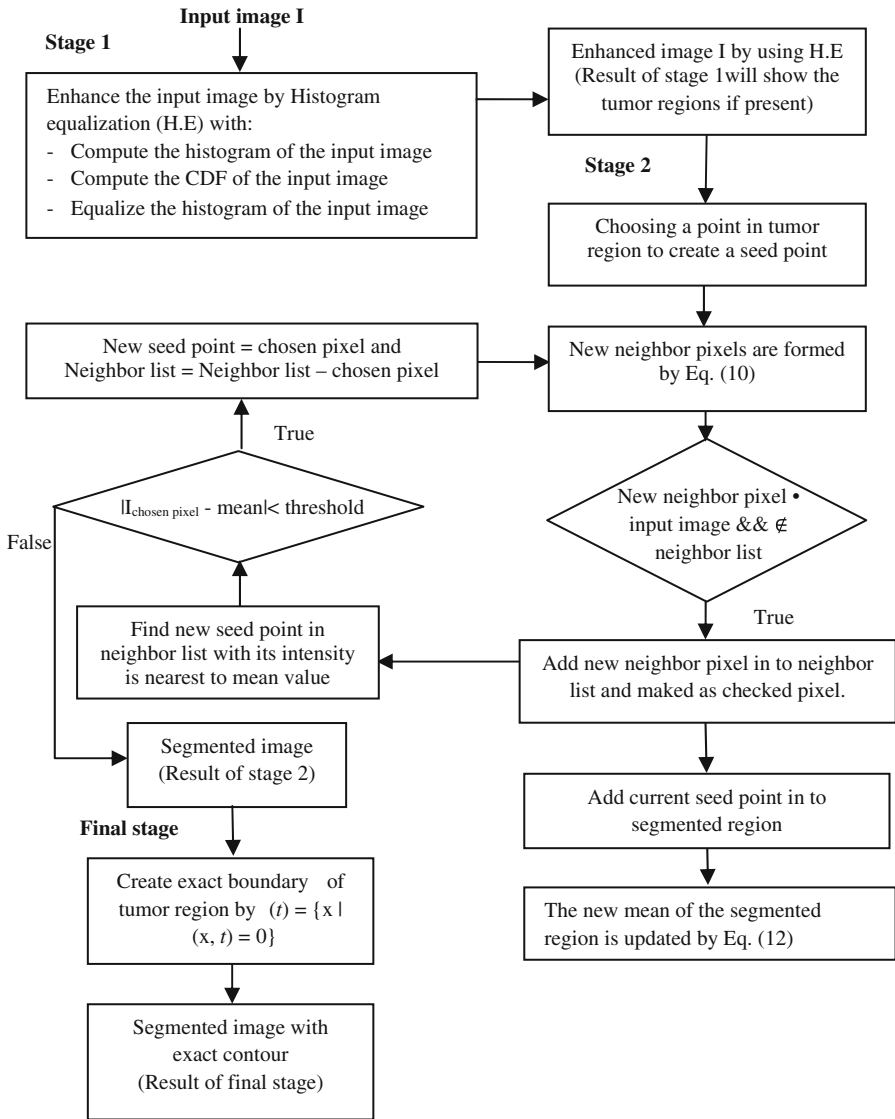 Input image I
Stage 1
Enhance the input image by Histogram
equalization (H.E) with:
- Compute the histogram of the input image
- Compute the CDF of the input image
- Equalize the histogram of the input image
Enhanced image I by using H.E
(Result of stage 1will show the
tumor regions if present)
Stage 2
Choosing a point in tumor
region to create a seed point
New seed point = chosen pixel and
Neighbor list = Neighbor list – chosen pixel
New neighbor pixels are formed
by Eq. (10)
True
|Ichosen pixel - mean|< threshold
False
New neighbor pixel •
input image && ∉
neighbor list
True
Find new seed point in
neighbor list with its intensity
is nearest to mean value
Add new neighbor pixel in to neighbor
list and maked as checked pixel.
Segmented image
(Result of stage 2)
Add current seed point in to
segmented region
Final stage
Create exact boundary of
tumor region by (t) = {x |
(x, t) = 0}
The new mean of the segmented
region is updated by Eq. (12)
Segmented image with
exact contour
(Result of final stage)